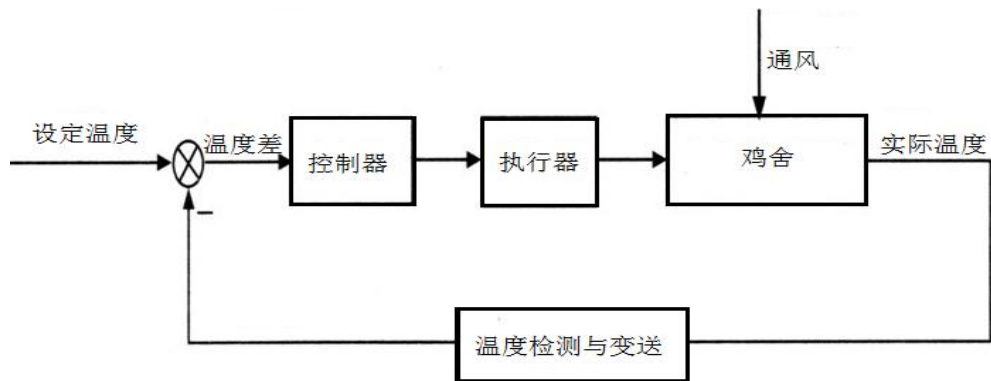 通风
设定温度
温度差
控制器
执行器
鸡舍
实际温度
温度检测与变送